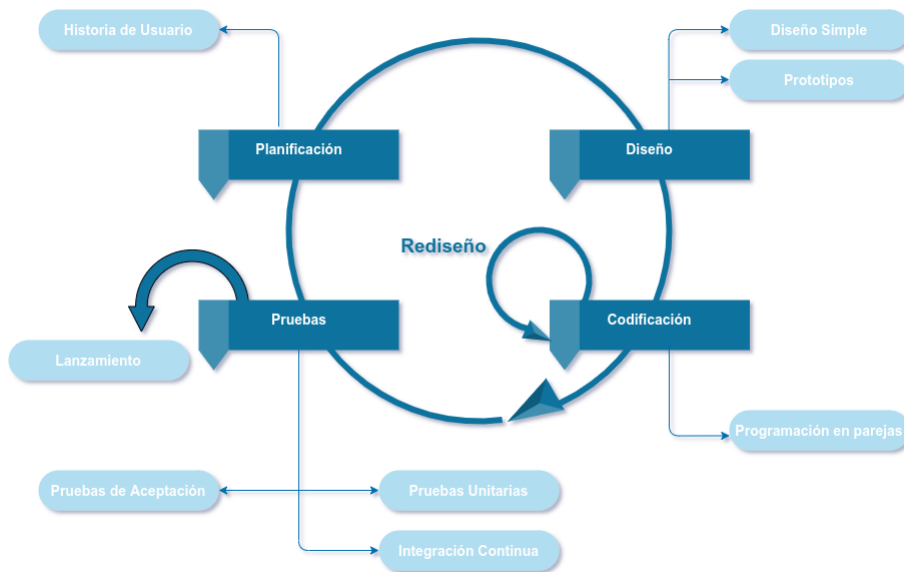 Historia de Usuario
Diseño Simple
Prototipos
Planificación
Diseño
Rediseño
Pruebas
Codificación
Lanzamiento
Programación en parejas
Pruebas de Aceptación
Pruebas Unitarias
Integración Continua